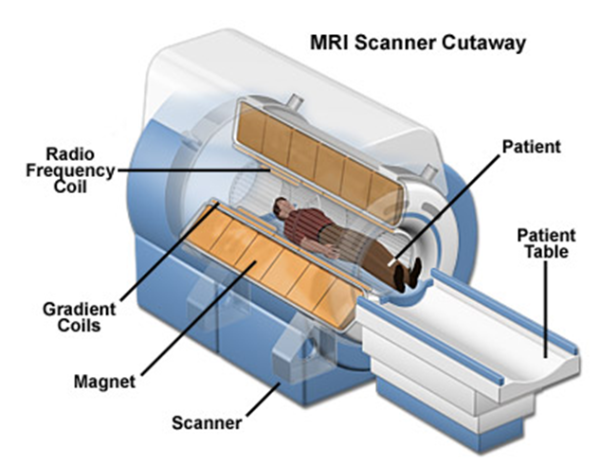 MRI Scanner Cutaway
Radio
Frequency
Coil
Patient
Patient
Table
Gradient
Coils
Magnet
Scanner